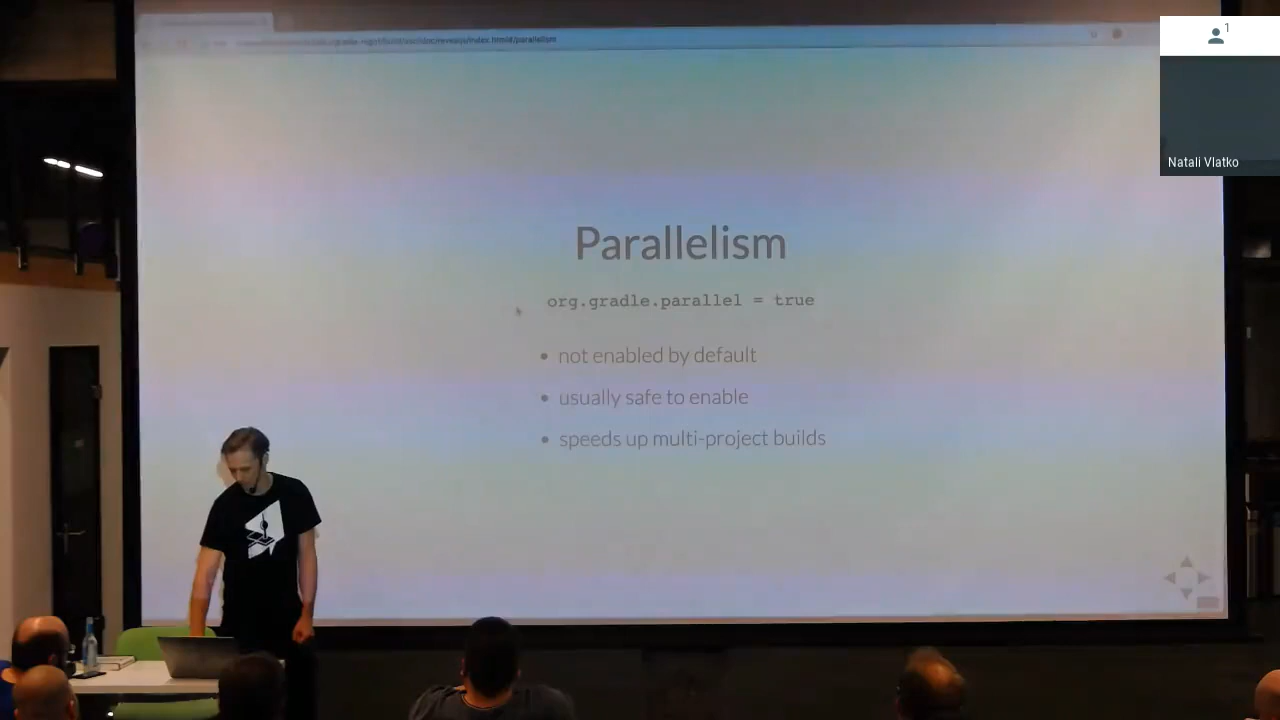 1
Natali Vlatko
Parallelism
org.gradle.parallel = true
• not enabled by default
• usually safe to enable
• speeds up multi-project builds